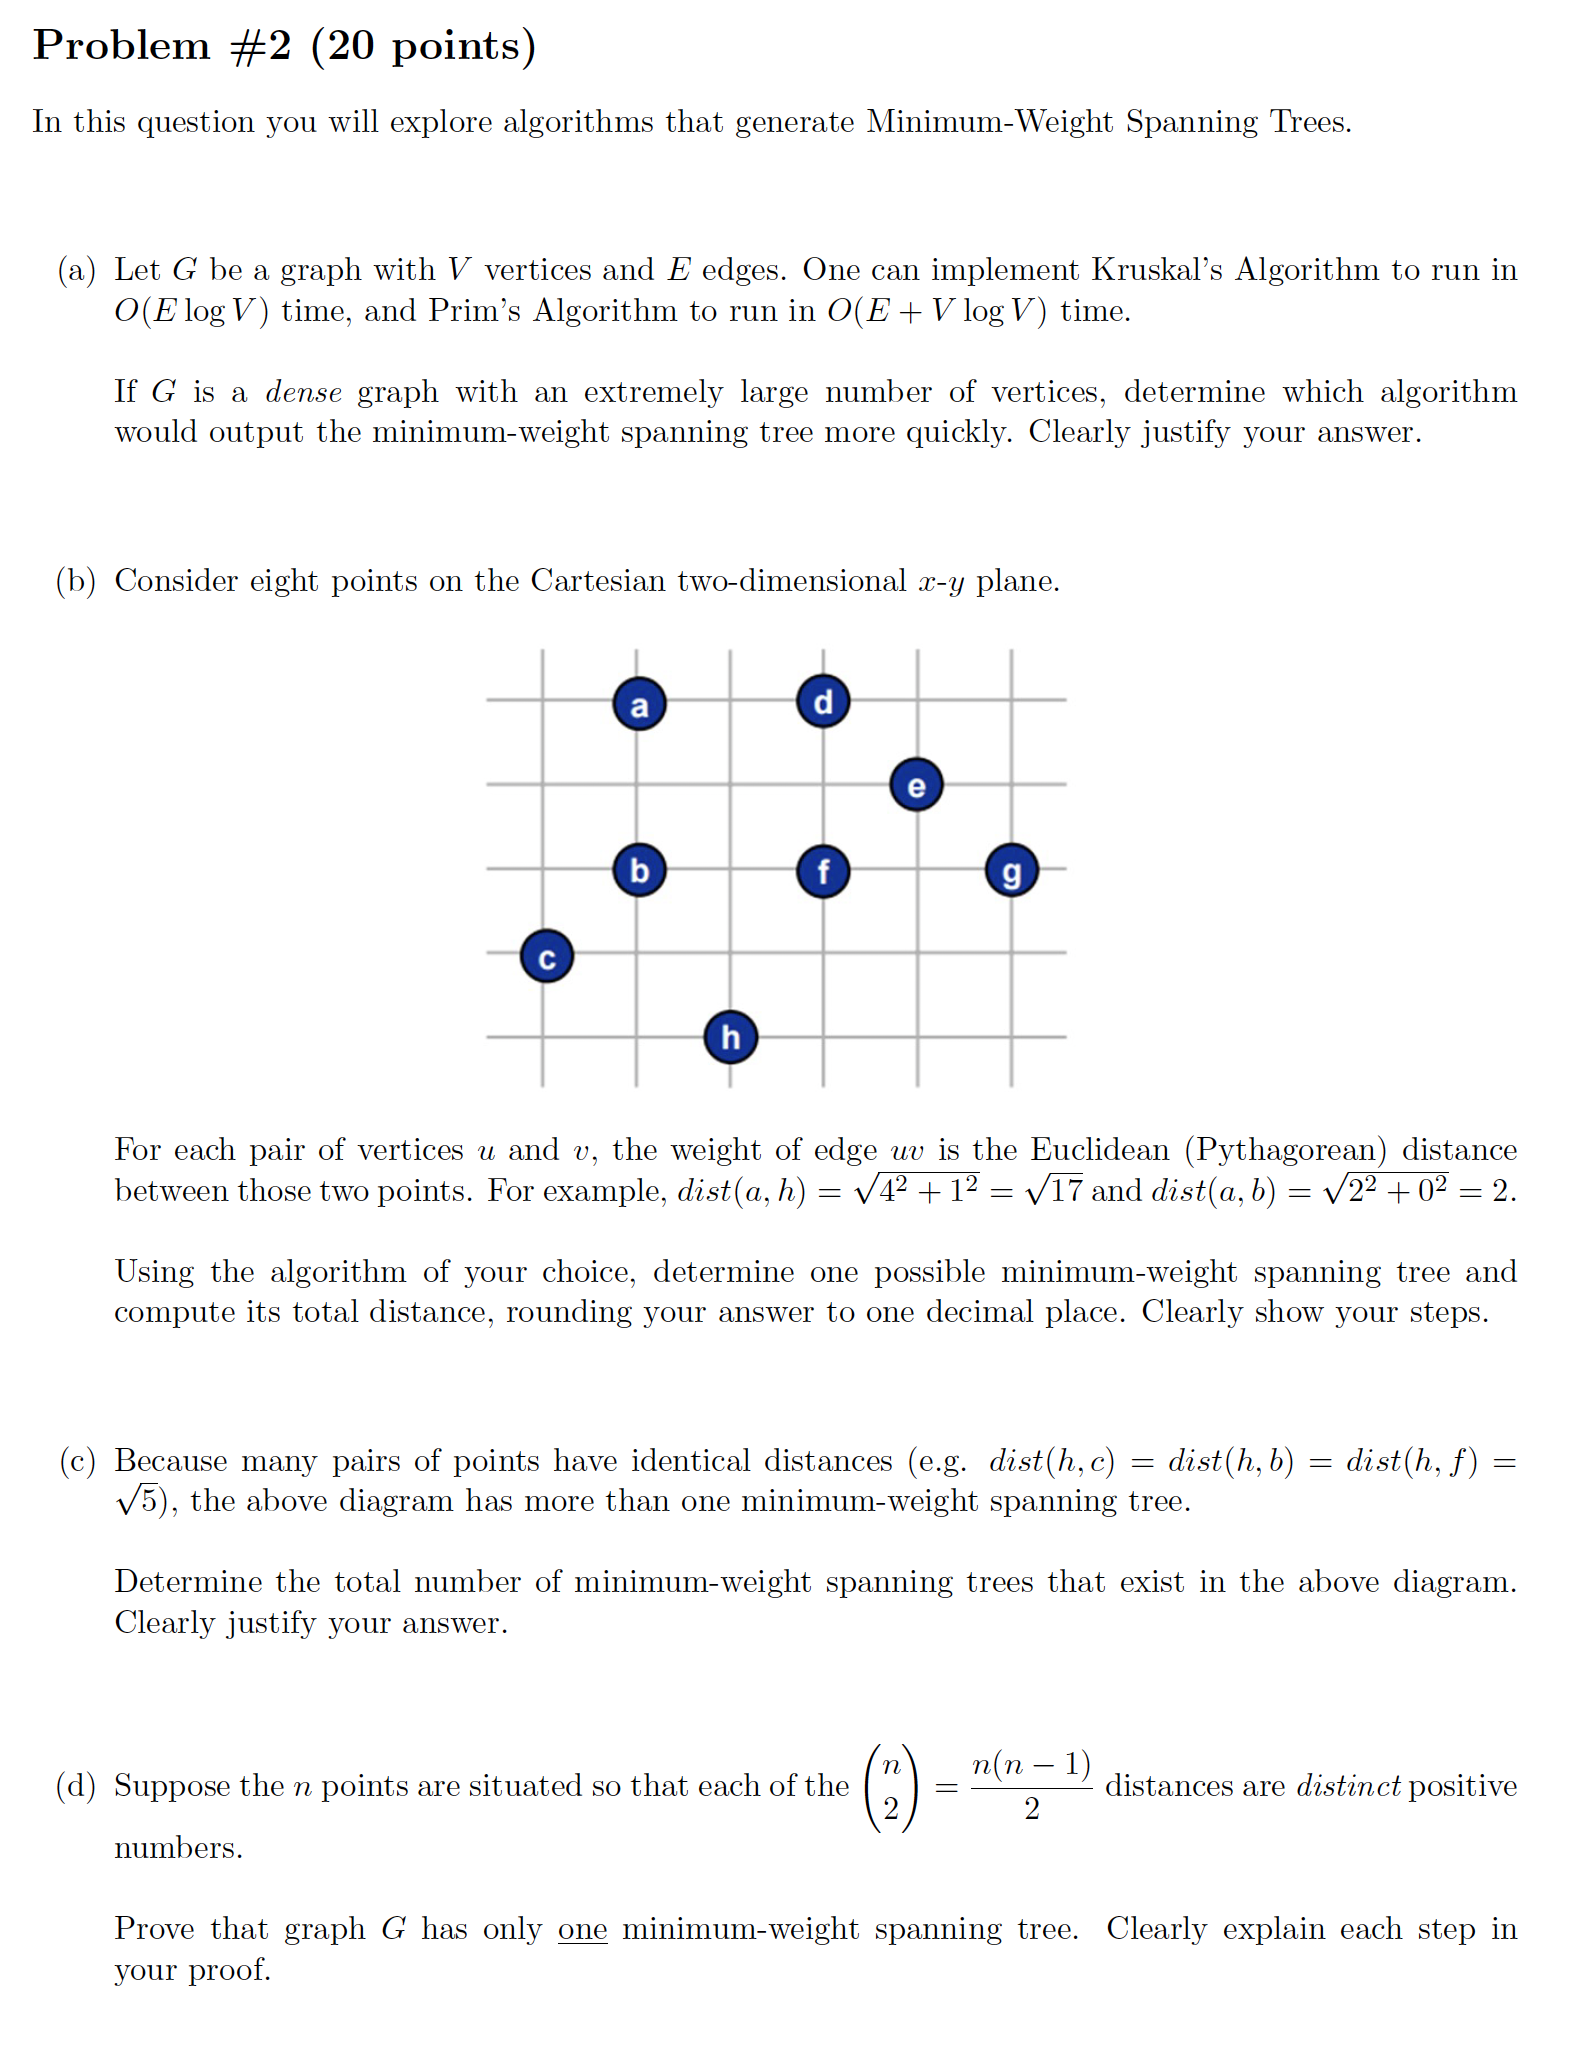 Problem #2 (20 points)
In this question you will explore algorithms that generate Minimum-Weight Spanning Trees.
(a) Let G be a graph with V vertices and E edges. One can implement Kruskal's Algorithm to run in
O(E log V) time, and Prim's Algorithm to run in O(E + V log V) time.
If G is a dense graph with an extremely large number of vertices, determine which algorithm
would output the minimum-weight spanning tree more quickly. Clearly justify your answer.
(b) Consider eight points on the Cartesian two-dimensional x-y plane.
a d
e
b f g
c
h
For each pair of vertices u and v, the weight of edge uv is the Euclidean (Pythagorean) distance
between those two points. For example, dist(a, h) = √(4² + 1²) = √17 and dist(a, b) = √(2² + 0²) = 2.
Using the algorithm of your choice, determine one possible minimum-weight spanning tree and
compute its total distance, rounding your answer to one decimal place. Clearly show your steps.
(c) Because many pairs of points have identical distances (e.g. dist(h, c) = dist(h, b) = dist(h, f) =
√5), the above diagram has more than one minimum-weight spanning tree.
Determine the total number of minimum-weight spanning trees that exist in the above diagram.
Clearly justify your answer.
(d) Suppose the n points are situated so that each of the (n 2) = n(n − 1)/2 distances are distinct positive
numbers.
Prove that graph G has only one minimum-weight spanning tree. Clearly explain each step in
your proof.